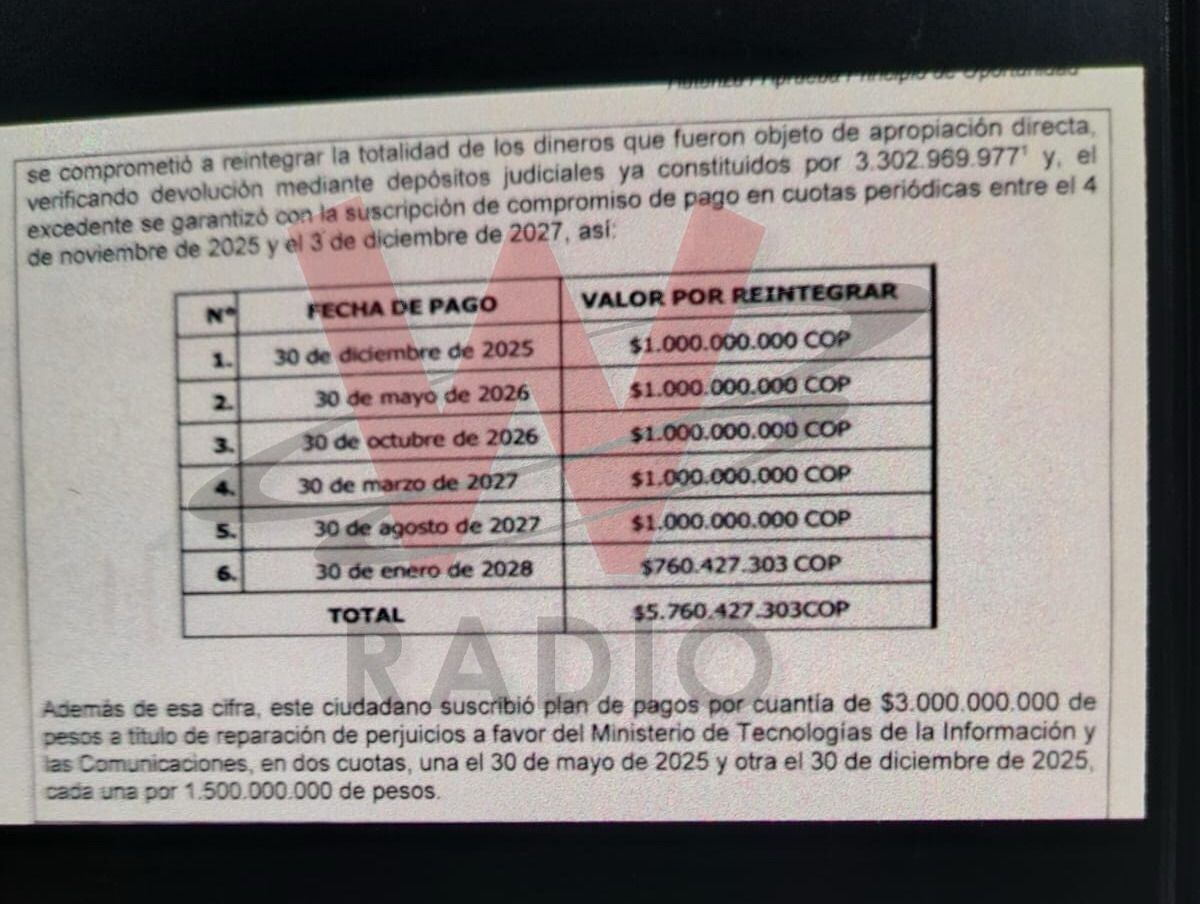 Autoriza / Aprueba Principio de Oportunidad
se comprometió a reintegrar la totalidad de los dineros que fueron objeto de apropiación directa,
verificando devolución mediante depósitos judiciales ya constituidos por 3.302.969.977¹ y, el
excedente se garantizó con la suscripción de compromiso de pago en cuotas periódicas entre el 4
de noviembre de 2025 y el 3 de diciembre de 2027, así:
N° FECHA DE PAGO VALOR POR REINTEGRAR
1. 30 de diciembre de 2025 $1.000.000.000 COP
2. 30 de mayo de 2026 $1.000.000.000 COP
3. 30 de octubre de 2026 $1.000.000.000 COP
4. 30 de marzo de 2027 $1.000.000.000 COP
5. 30 de agosto de 2027 $1.000.000.000 COP
6. 30 de enero de 2028 $760.427.303 COP
TOTAL $5.760.427.303COP
W
RADIO
Además de esa cifra, este ciudadano suscribió plan de pagos por cuantía de $3.000.000.000 de
pesos a título de reparación de perjuicios a favor del Ministerio de Tecnologías de la Información y
las Comunicaciones, en dos cuotas, una el 30 de mayo de 2025 y otra el 30 de diciembre de 2025,
cada una por 1.500.000.000 de pesos.